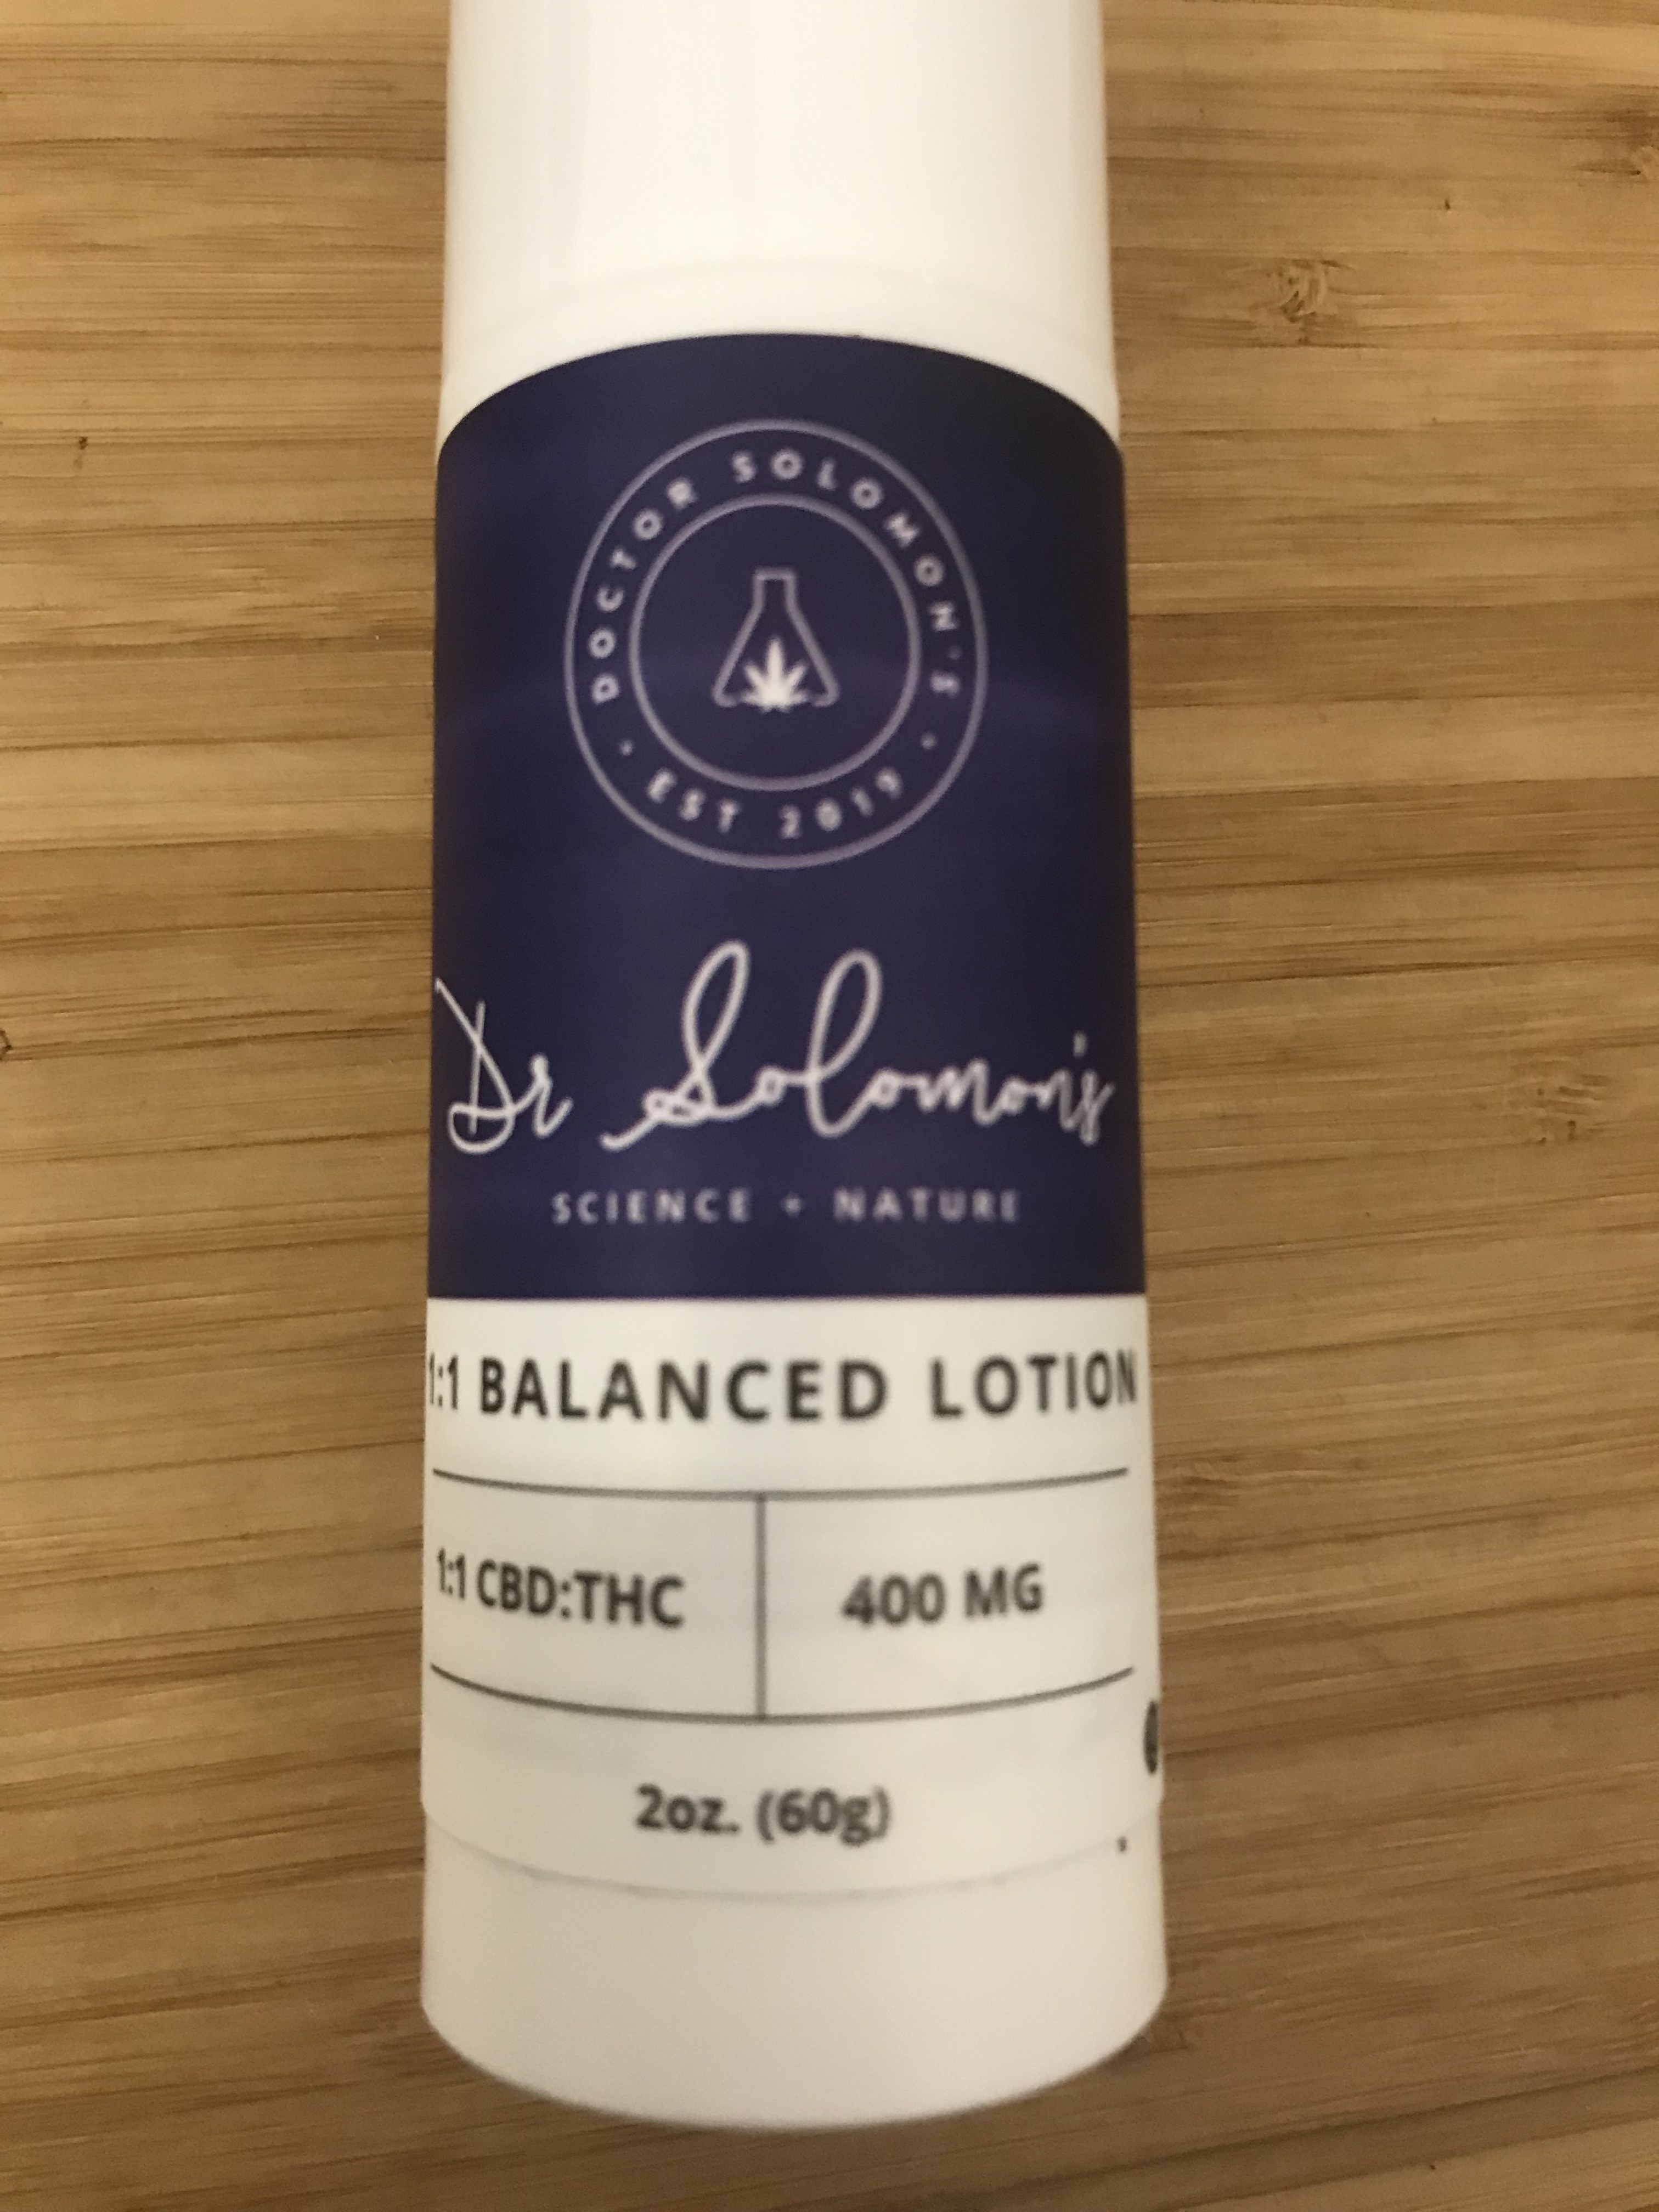 DOCTOR SOLOMON'S
• EST 2019 •
Dr Solomon's
SCIENCE + NATURE
1:1 BALANCED LOTION
1:1 CBD:THC
400 MG
2oz. (60g)